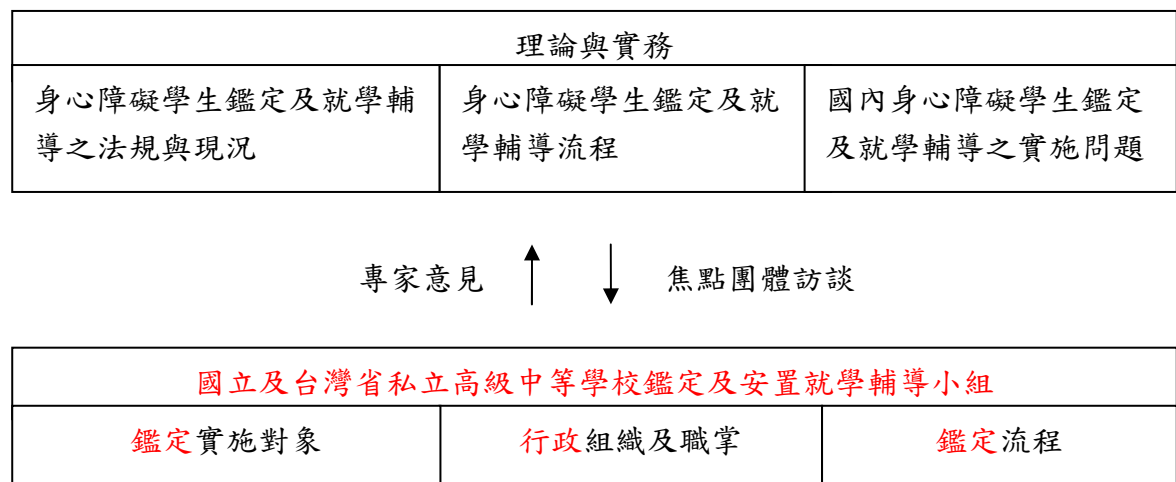 理論與實務
身心障礙學生鑑定及就學輔
導之法規與現況
身心障礙學生鑑定及就
學輔導流程
國內身心障礙學生鑑定
及就學輔導之實施問題
專家意見
焦點團體訪談
國立及台灣省私立高級中等學校鑑定及安置就學輔導小組
鑑定實施對象
行政組織及職掌
鑑定流程